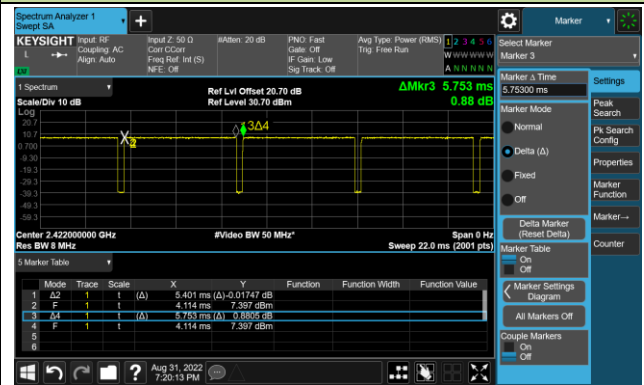 Spectrum Analyzer 1
Swept SA
Marker
KEYSIGHT Input: RF Input Z: 50 Ω #Atten: 20 dB PNO: Fast Avg Type: Power (RMS) 1 2 3 4 5 6
L Coupling: AC Corr CCorr Gate: Off Trig: Free Run W W W W W W
Align: Auto Freq Ref: Int (S) IF Gain: Low A N N N N N
NFE: Off Sig Track: Off
LXI
Select Marker
Marker 3
1 Spectrum
Ref Lvl Offset 20.70 dB
ΔMkr3 5.753 ms
Scale/Div 10 dB Ref Level 30.70 dBm 0.88 dB
Log
20.7
10.7
0.700
-9.30
-19.3
-29.3
-39.3
-49.3
-59.3
X2
3Δ4
Center 2.422000000 GHz #Video BW 50 MHz* Span 0 Hz
Res BW 8 MHz Sweep 22.0 ms (2001 pts)
5 Marker Table
Mode Trace Scale X Y Function Function Width Function Value
1 Δ2 1 t (Δ) 5.401 ms (Δ) -0.01747 dB
2 F 1 t 4.114 ms 7.397 dBm
3 Δ4 1 t (Δ) 5.753 ms (Δ) 0.8805 dB
4 F 1 t 4.114 ms 7.397 dBm
5
6
Marker Δ Time
5.75300 ms
Marker Mode
Normal
Delta (Δ)
Fixed
Off
Delta Marker
(Reset Delta)
Marker Table
On
Off
Marker Settings
Diagram
All Markers Off
Couple Markers
On
Off
Settings
Peak
Search
Pk Search
Config
Properties
Marker
Function
Marker→
Counter
? Aug 31, 2022
7:20:13 PM